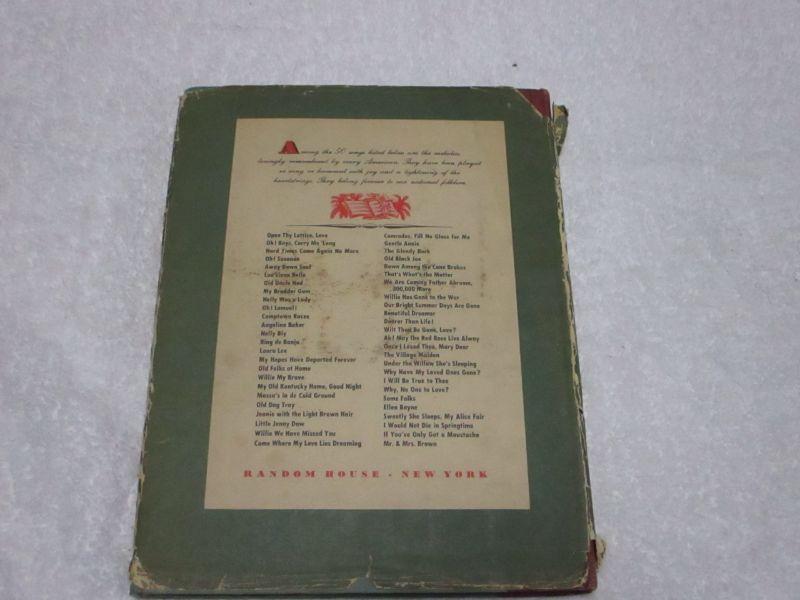 Among the 50 songs listed below are the melodies
lovingly remembered by every American. They have been played
or sung or hummed with joy and a tightening of the
heartstrings. They belong forever to our national folklore.
Open Thy Lattice, Love
Oh! Boys, Carry Me 'Long
Hard Times Come Again No More
Oh! Susanna
Away Down Souf
Lou'siana Belle
Old Uncle Ned
My Brudder Gum
Nelly Was a Lady
Oh! Lemuel!
Camptown Races
Angelina Baker
Nelly Bly
Ring de Banjo
Laura Lee
My Hopes Have Departed Forever
Old Folks at Home
Willie My Brave
My Old Kentucky Home, Good Night
Massa's in de Cold Ground
Old Dog Tray
Jeanie with the Light Brown Hair
Little Jenny Dow
Willie We Have Missed You
Come Where My Love Lies Dreaming
Comrades, Fill No Glass for Me
Gentle Annie
The Glendy Burk
Old Black Joe
Down Among the Cane Brakes
That's What's the Matter
We Are Coming Father Abraam,
300,000 More
Willie Has Gone to the War
Our Bright Summer Days Are Gone
Beautiful Dreamer
Dearer Than Life!
Wilt Thou Be Gone, Love?
Ah! May the Red Rose Live Alway
Once I Loved Thee, Mary Dear
The Village Maiden
Under the Willow She's Sleeping
Why Have My Loved Ones Gone?
I Will Be True to Thee
Why, No One to Love?
Some Folks
Ellen Bayne
Sweetly She Sleeps, My Alice Fair
I Would Not Die in Springtime
If You've Only Got a Moustache
Mr. & Mrs. Brown
RANDOM HOUSE - NEW YORK